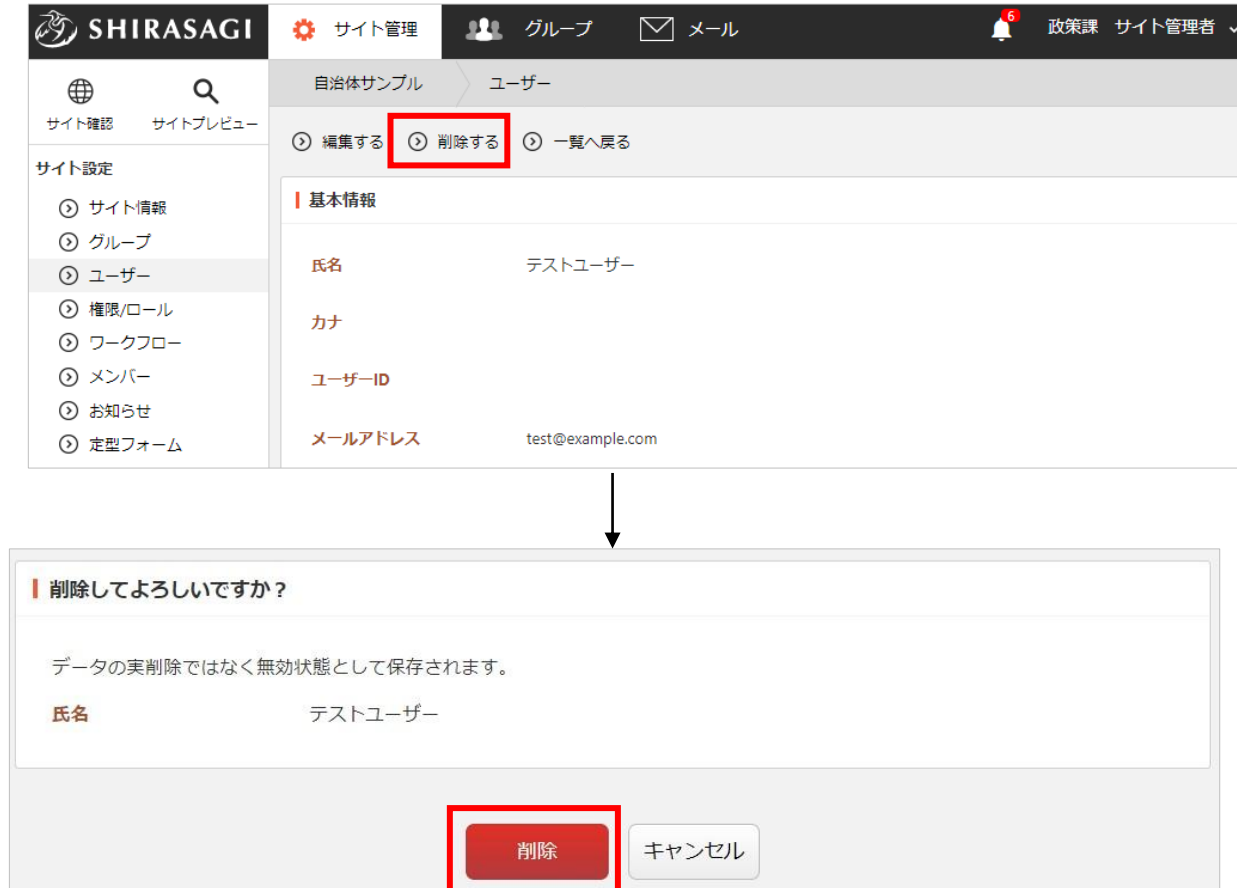 SHIRASAGI サイト管理 グループ メール 6 政策課 サイト管理者
サイト確認 サイトプレビュー
自治体サンプル ユーザー
サイト設定
サイト情報
グループ
ユーザー
権限/ロール
ワークフロー
メンバー
お知らせ
定型フォーム
編集する 削除する 一覧へ戻る
基本情報
氏名 テストユーザー
カナ
ユーザーID
メールアドレス test@example.com
削除してよろしいですか？
データの実削除ではなく無効状態として保存されます。
氏名 テストユーザー
削除 キャンセル